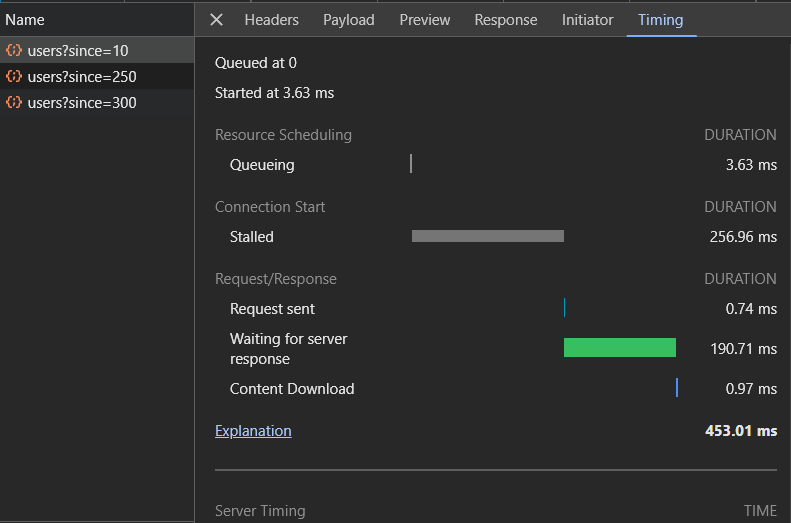 Name
Headers Payload Preview Response Initiator Timing
users?since=10
users?since=250
users?since=300
Queued at 0
Started at 3.63 ms
Resource Scheduling DURATION
Queueing 3.63 ms
Connection Start DURATION
Stalled 256.96 ms
Request/Response DURATION
Request sent 0.74 ms
Waiting for server
response 190.71 ms
Content Download 0.97 ms
Explanation 453.01 ms
Server Timing TIME